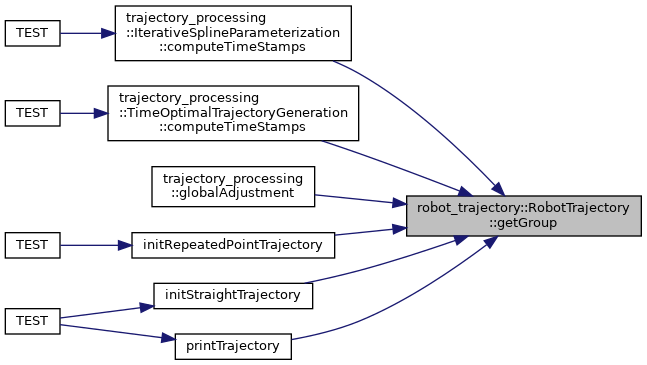 TEST
trajectory_processing
::IterativeSplineParameterization
::computeTimeStamps
TEST
trajectory_processing
::TimeOptimalTrajectoryGeneration
::computeTimeStamps
trajectory_processing
::globalAdjustment
robot_trajectory::RobotTrajectory
::getGroup
TEST
initRepeatedPointTrajectory
initStraightTrajectory
TEST
printTrajectory